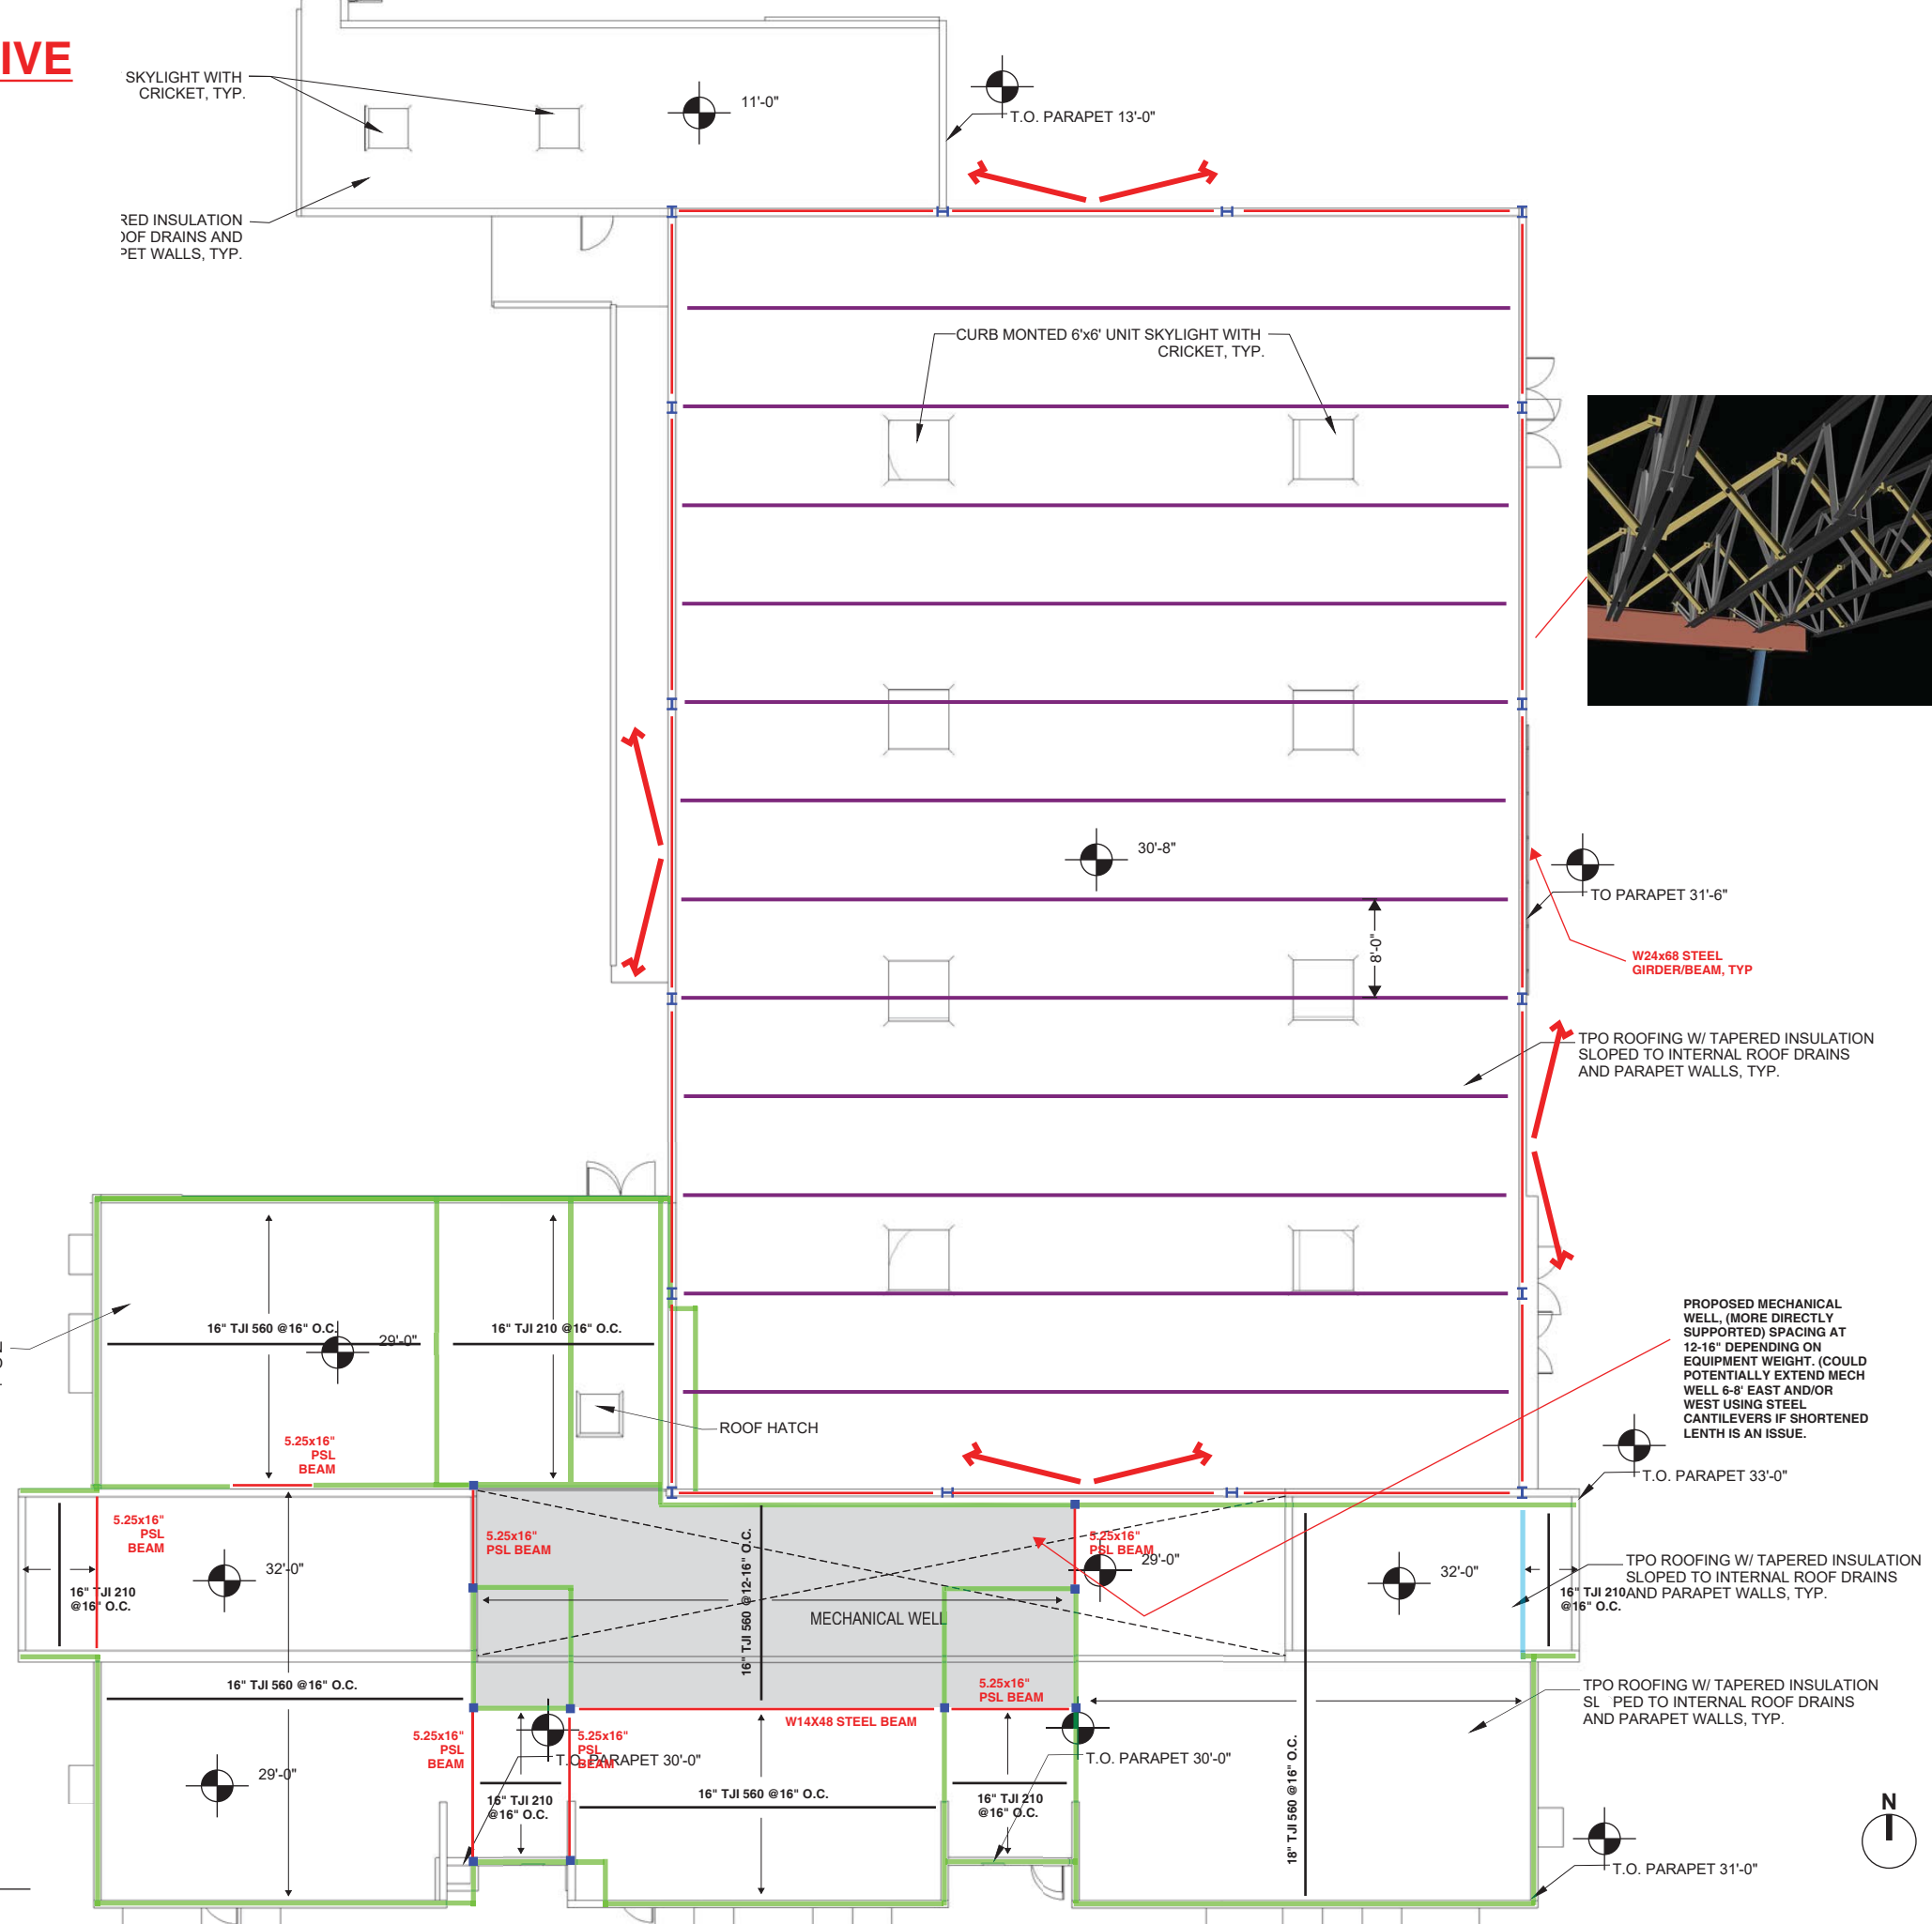 IVE
SKYLIGHT WITH
CRICKET, TYP.
11'-0"
T.O. PARAPET 13'-0"
RED INSULATION
OOF DRAINS AND
PET WALLS, TYP.
CURB MONTED 6'x6' UNIT SKYLIGHT WITH
CRICKET, TYP.
30'-8"
TO PARAPET 31'-6"
8'-0"
W24x68 STEEL
GIRDER/BEAM, TYP
TPO ROOFING W/ TAPERED INSULATION
SLOPED TO INTERNAL ROOF DRAINS
AND PARAPET WALLS, TYP.
16" TJI 560 @16" O.C.
29'-0"
16" TJI 210 @16" O.C.
ROOF HATCH
5.25x16"
PSL
BEAM
PROPOSED MECHANICAL
WELL, (MORE DIRECTLY
SUPPORTED) SPACING AT
12-16" DEPENDING ON
EQUIPMENT WEIGHT. (COULD
POTENTIALLY EXTEND MECH
WELL 6-8' EAST AND/OR
WEST USING STEEL
CANTILEVERS IF SHORTENED
LENTH IS AN ISSUE.
T.O. PARAPET 33'-0"
5.25x16"
PSL
BEAM
32'-0"
16" TJI 210
@16" O.C.
5.25x16"
PSL BEAM
16" TJI 560 @12-16" O.C.
MECHANICAL WELL
5.25x16"
PSL BEAM
29'-0"
32'-0"
16" TJI 210
@16" O.C.
TPO ROOFING W/ TAPERED INSULATION
SLOPED TO INTERNAL ROOF DRAINS
AND PARAPET WALLS, TYP.
16" TJI 560 @16" O.C.
5.25x16"
PSL BEAM
W14X48 STEEL BEAM
TPO ROOFING W/ TAPERED INSULATION
SL PED TO INTERNAL ROOF DRAINS
AND PARAPET WALLS, TYP.
5.25x16"
PSL
BEAM
5.25x16"
PSL
BEAM
T.O. PARAPET 30'-0"
T.O. PARAPET 30'-0"
29'-0"
16" TJI 210
@16" O.C.
16" TJI 560 @16" O.C.
16" TJI 210
@16" O.C.
18" TJI 560 @16" O.C.
N
T.O. PARAPET 31'-0"